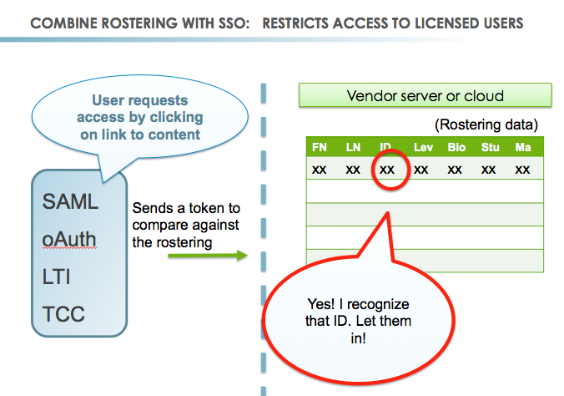 COMBINE ROSTERING WITH SSO: RESTRICTS ACCESS TO LICENSED USERS
User requests
access by clicking
on link to content
SAML
oAuth
LTI
TCC
Sends a token to
compare against
the rostering
Vendor server or cloud
(Rostering data)
FN LN ID Lev Bio Stu Ma
xx xx xx xx xx xx xx
Yes! I recognize
that ID. Let them
in!